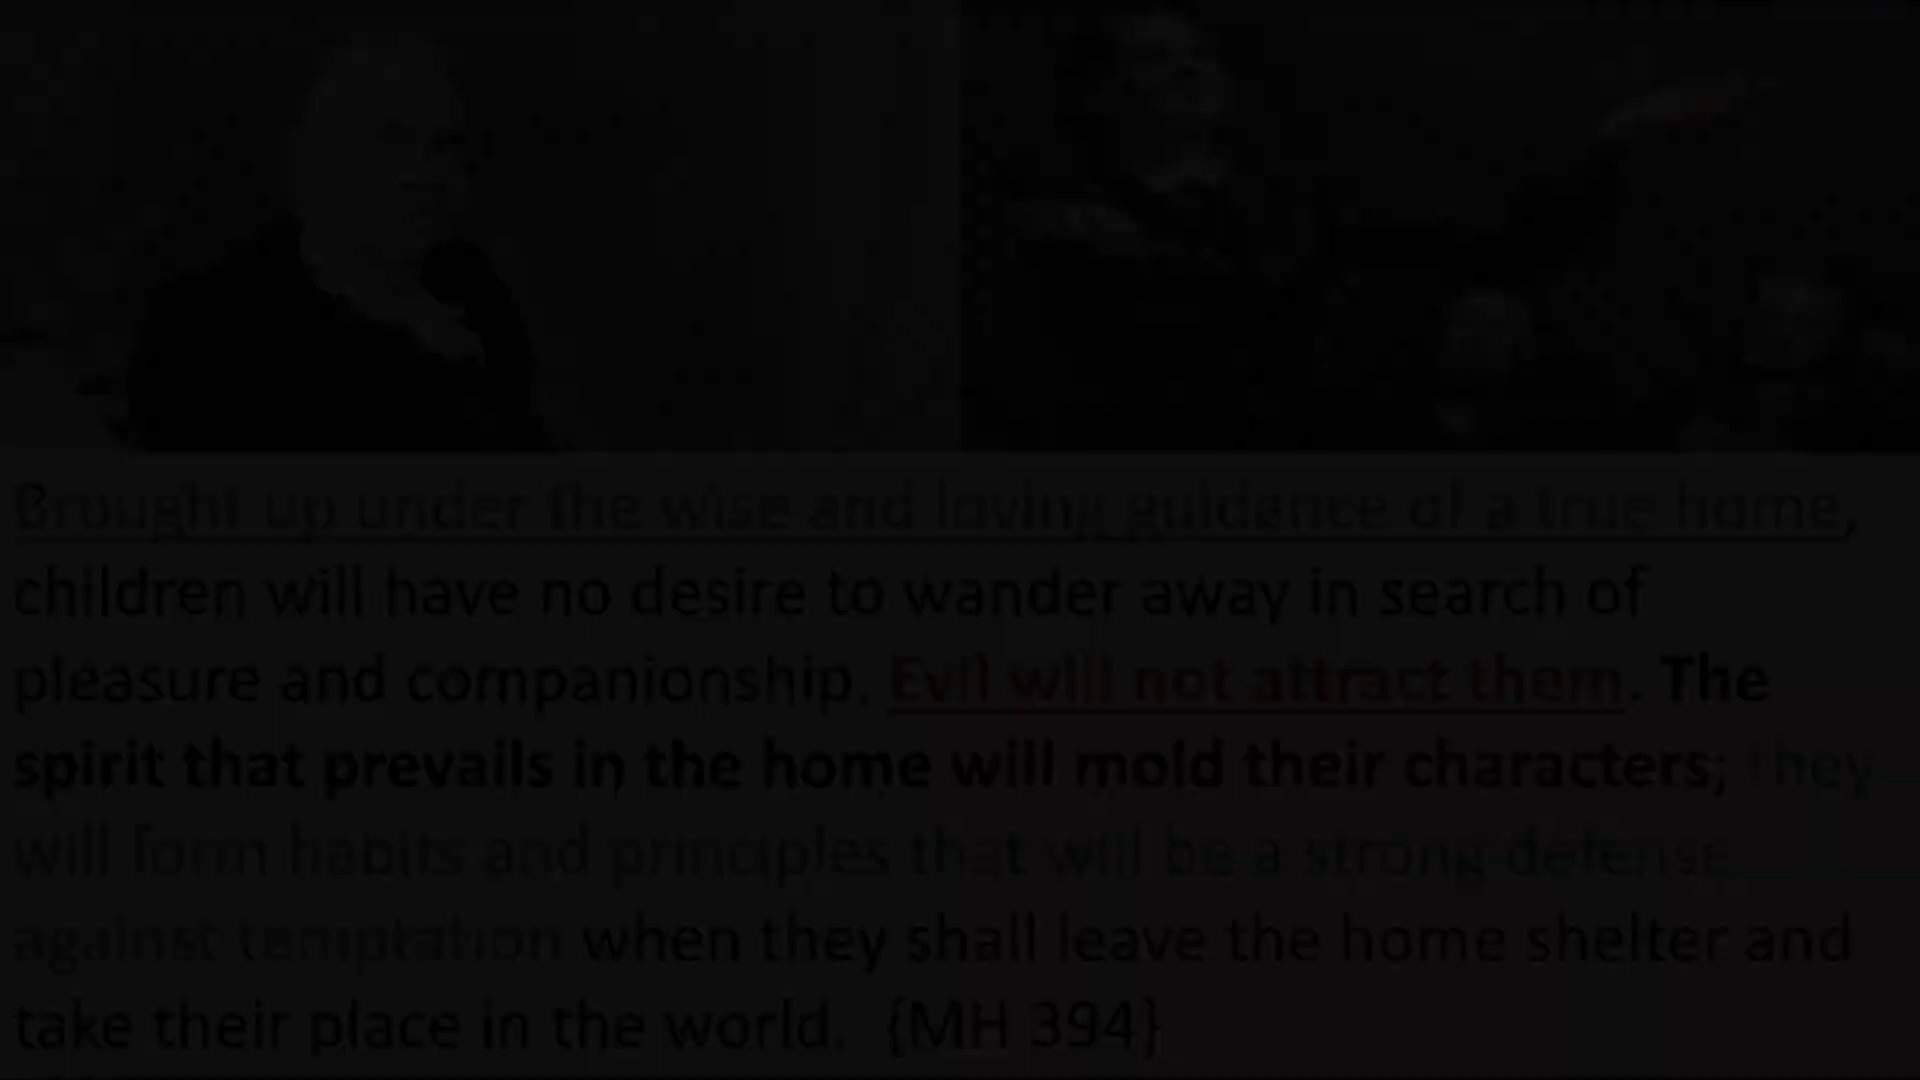 Brought up under the wise and loving guidance of a true home,
children will have no desire to wander away in search of
pleasure and companionship. Evil will not attract them. The
spirit that prevails in the home will mold their characters; they
will form habits and principles that will be a strong defense
against temptation when they shall leave the home shelter and
take their place in the world. {MH 394}